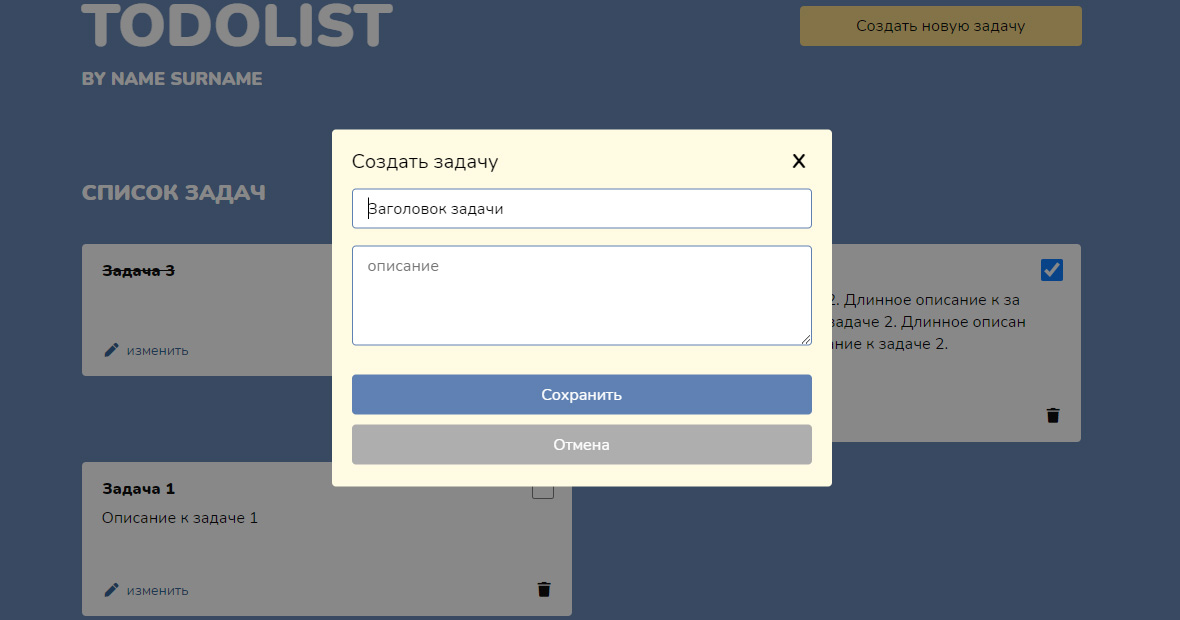 TODOLIST
Создать новую задачу
BY NAME SURNAME
Создать задачу
X
Заголовок задачи
описание
Сохранить
Отмена
СПИСОК ЗАДАЧ
Задача 3
изменить
2. Длинное описание к за
задаче 2. Длинное описан
ние к задаче 2.
Задача 1
Описание к задаче 1
изменить